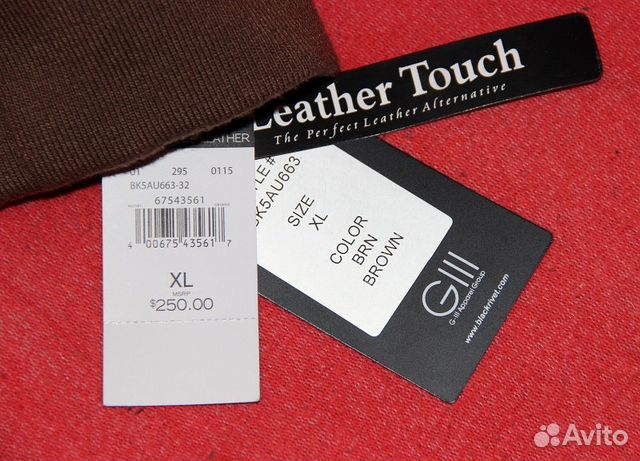 Leather Touch
The Perfect Leather Alternative
LEATHER
01 295 0115
BK5AU663-32
67543561
4 00675 43561 7
XL
MSRP
$250.00
BK5AU663
SIZE
XL
COLOR
BRN
BROWN
GIII
G-III Apparel Group
www.blackrivet.com
Avito